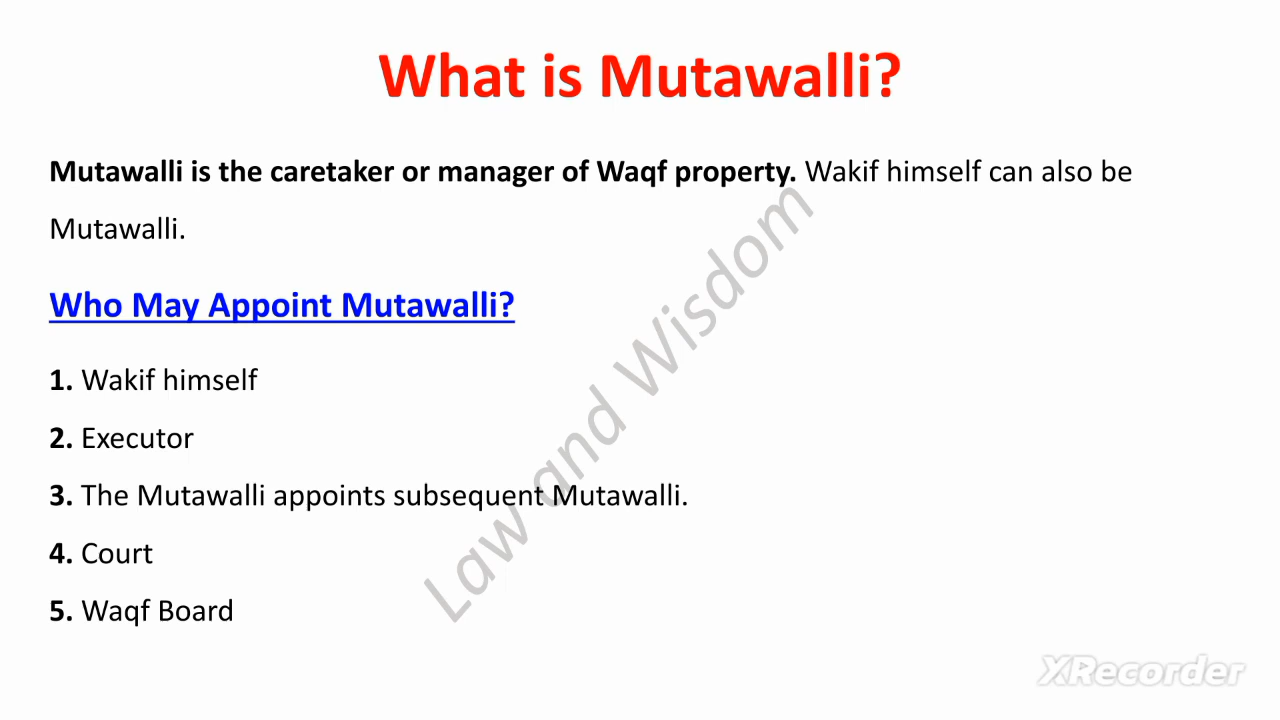 What is Mutawalli?
Mutawalli is the caretaker or manager of Waqf property. Wakif himself can also be
Mutawalli.
Who May Appoint Mutawalli?
1. Wakif himself
2. Executor
3. The Mutawalli appoints subsequent Mutawalli.
4. Court
5. Waqf Board
Law and Wisdom
XRecorder